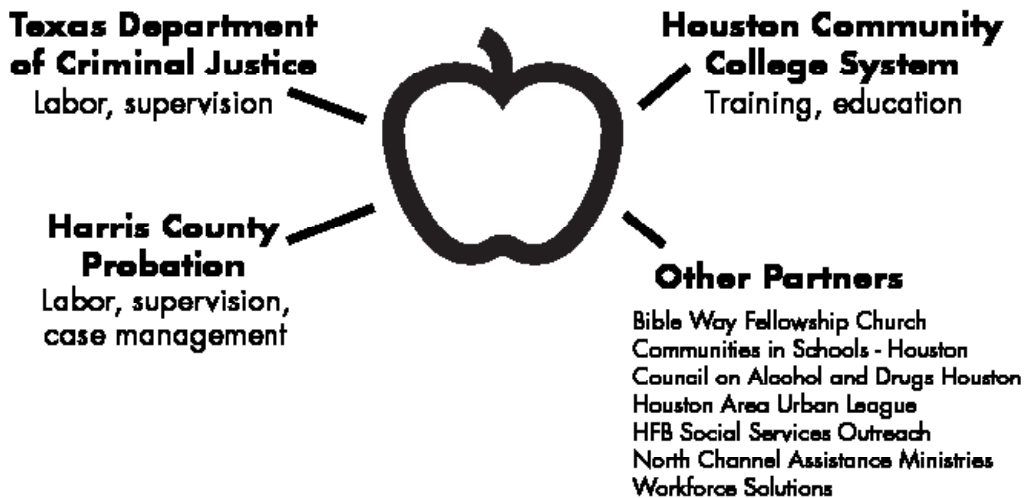 Texas Department
of Criminal Justice
Labor, supervision
Houston Community
College System
Training, education
Harris County
Probation
Labor, supervision,
case management
Other Partners
Bible Way Fellowship Church
Communities in Schools - Houston
Council on Alcohol and Drugs Houston
Houston Area Urban League
HFB Social Services Outreach
North Channel Assistance Ministries
Workforce Solutions